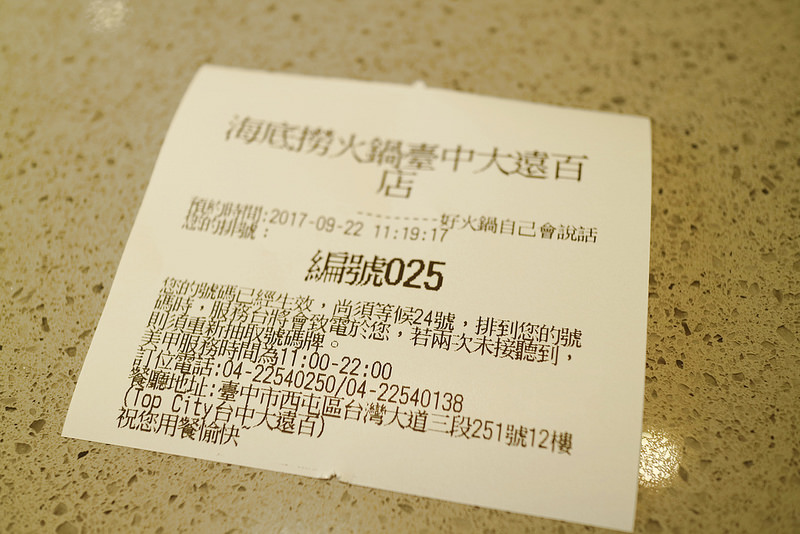 海底撈火鍋臺中大遠百
店
--------好火鍋自己會說話
預約時間:2017-09-22 11:19:17
您的排號:
編號025
您的號碼已經生效，尚須等候24號，排到您的號
碼時，服務台將會致電於您，若兩次未接聽到，
則須重新抽取號碼牌。
美甲服務時間為11:00-22:00
訂位電話:04-22540250/04-22540138
餐廳地址:臺中市西屯區台灣大道三段251號12樓
(Top City台中大遠百)
祝您用餐愉快~